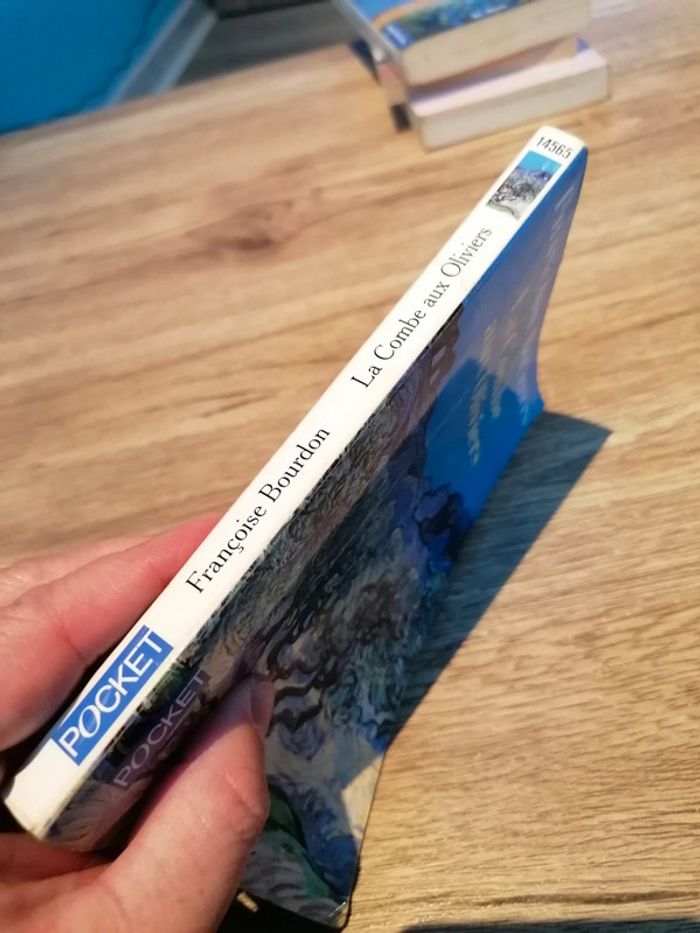 14565
La Combe aux Oliviers
Françoise Bourdon
POCKET
POCKET